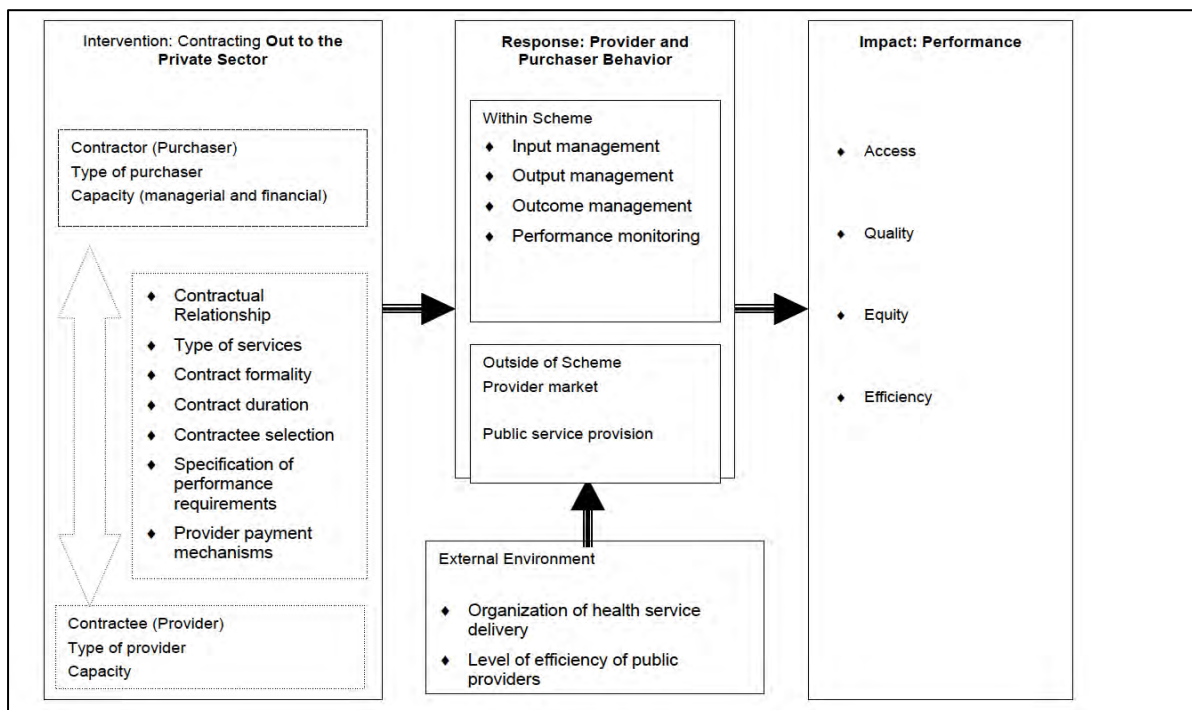 Intervention: Contracting Out to the
Private Sector
Contractor (Purchaser)
Type of purchaser
Capacity (managerial and financial)
♦ Contractual
Relationship
♦ Type of services
♦ Contract formality
♦ Contract duration
♦ Contractee selection
♦ Specification of
performance
requirements
♦ Provider payment
mechanisms
Contractee (Provider)
Type of provider
Capacity
Response: Provider and
Purchaser Behavior
Within Scheme
♦ Input management
♦ Output management
♦ Outcome management
♦ Performance monitoring
Outside of Scheme
Provider market
Public service provision
External Environment
♦ Organization of health service
delivery
♦ Level of efficiency of public
providers
Impact: Performance
♦ Access
♦ Quality
♦ Equity
♦ Efficiency